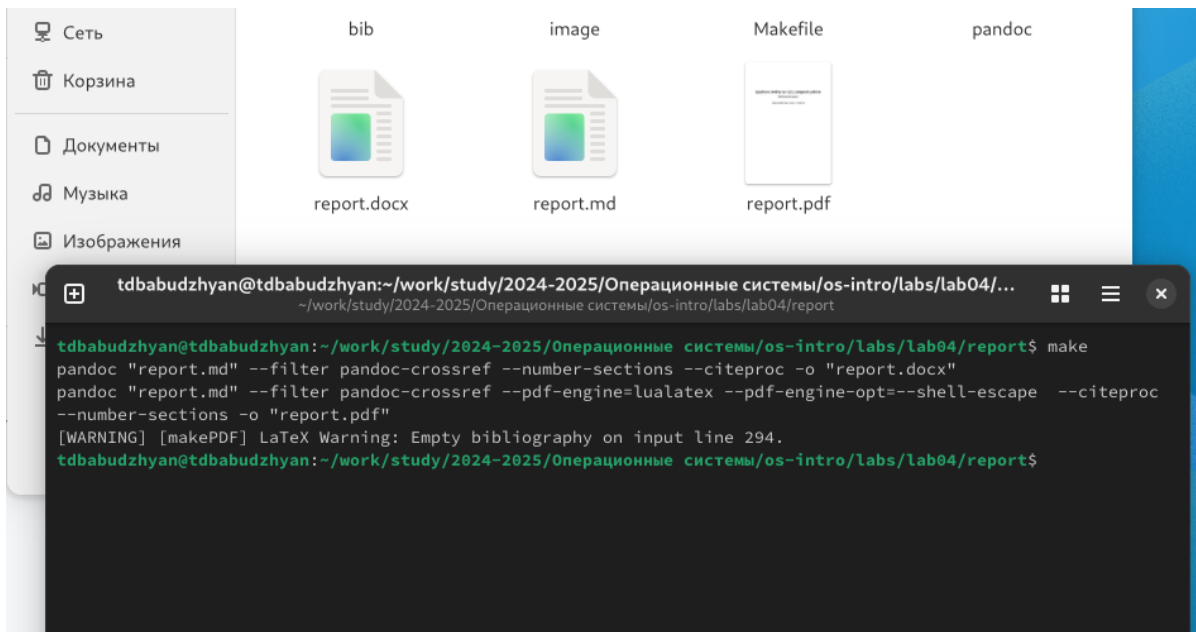 Сеть
bib
image
Makefile
pandoc
Корзина
Документы
Музыка
report.docx
report.md
report.pdf
Изображения
tdbabudzhyan@tdbabudzhyan:~/work/study/2024-2025/Операционные системы/os-intro/labs/lab04/...
~/work/study/2024-2025/Операционные системы/os-intro/labs/lab04/report
tdbabudzhyan@tdbabudzhyan:~/work/study/2024-2025/Операционные системы/os-intro/labs/lab04/report$ make
pandoc "report.md" --filter pandoc-crossref --number-sections --citeproc -o "report.docx"
pandoc "report.md" --filter pandoc-crossref --pdf-engine=lualatex --pdf-engine-opt=--shell-escape  --citeproc
--number-sections -o "report.pdf"
[WARNING] [makePDF] LaTeX Warning: Empty bibliography on input line 294.
tdbabudzhyan@tdbabudzhyan:~/work/study/2024-2025/Операционные системы/os-intro/labs/lab04/report$